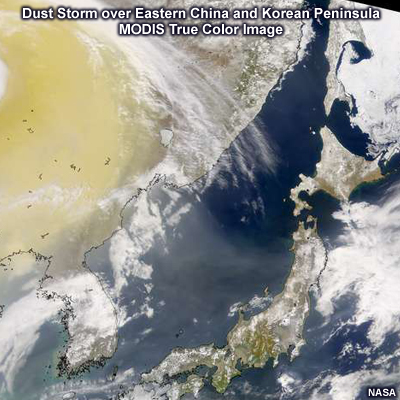 Dust Storm over Eastern China and Korean Peninsula
MODIS True Color Image
NASA